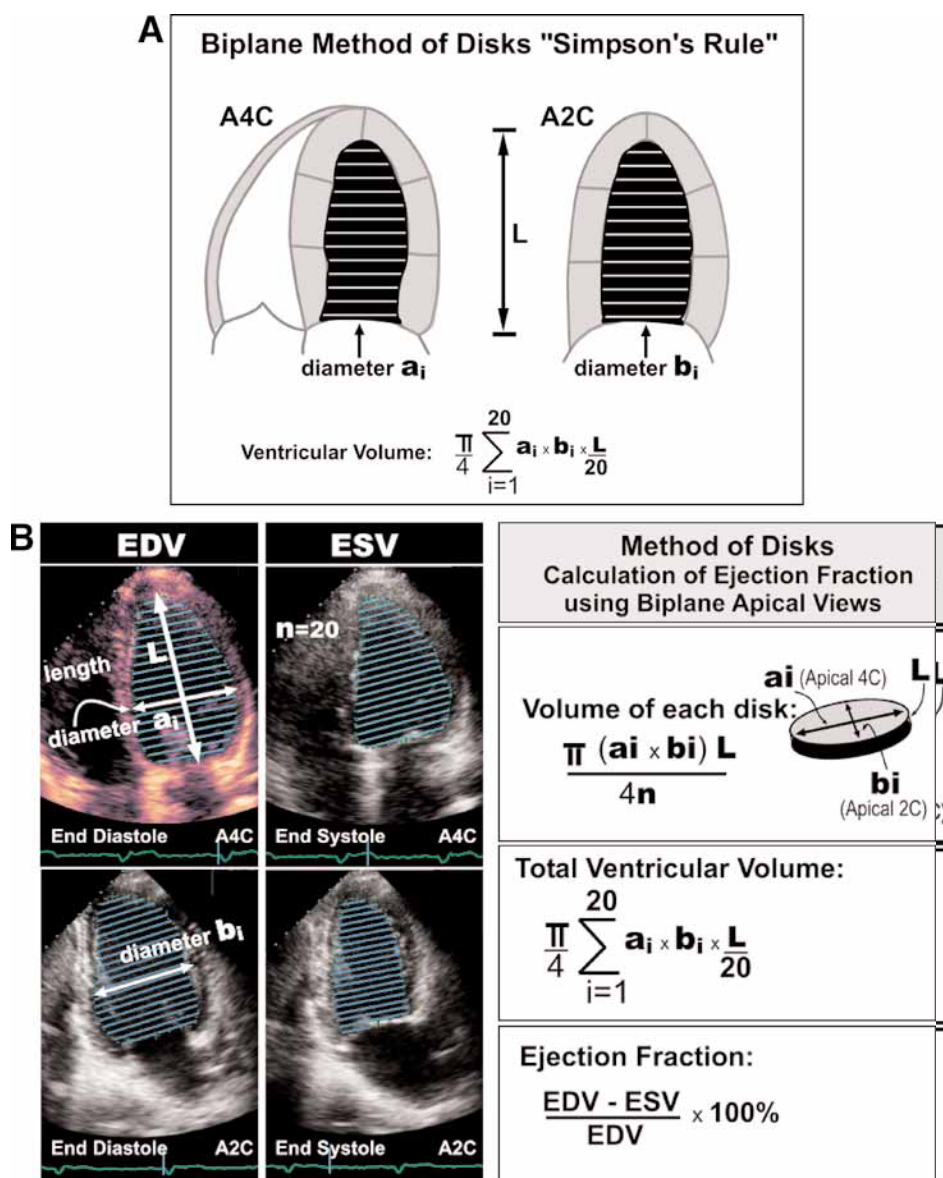 A
Biplane Method of Disks "Simpson's Rule"
A4C
A2C
L
diameter ai
diameter bi
Ventricular Volume: π/4 20 ∑ i=1 ai x bi x L/20
B
EDV
ESV
length
L
diameter ai
End Diastole A4C
n=20
End Systole A4C
diameter bi
End Diastole A2C
End Systole A2C
Method of Disks
Calculation of Ejection Fraction
using Biplane Apical Views
Volume of each disk:
π (ai x bi) L
4n
ai (Apical 4C)
L
L
bi
(Apical 2C)
Total Ventricular Volume:
20
π/4 ∑ ai x bi x L/20
i=1
Ejection Fraction:
EDV - ESV
x 100%
EDV